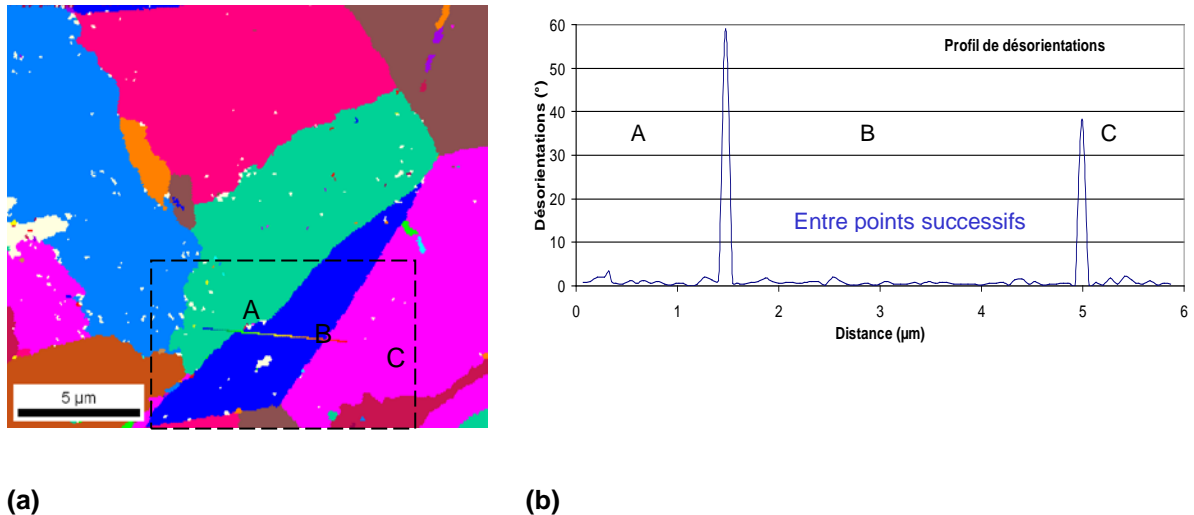 A
B
C
5 µm
(a)
Profil de désorientations
Désorientations (°)
60
50
40
30
20
10
0
A
B
C
Entre points successifs
0
1
2
3
4
5
6
Distance (µm)
(b)